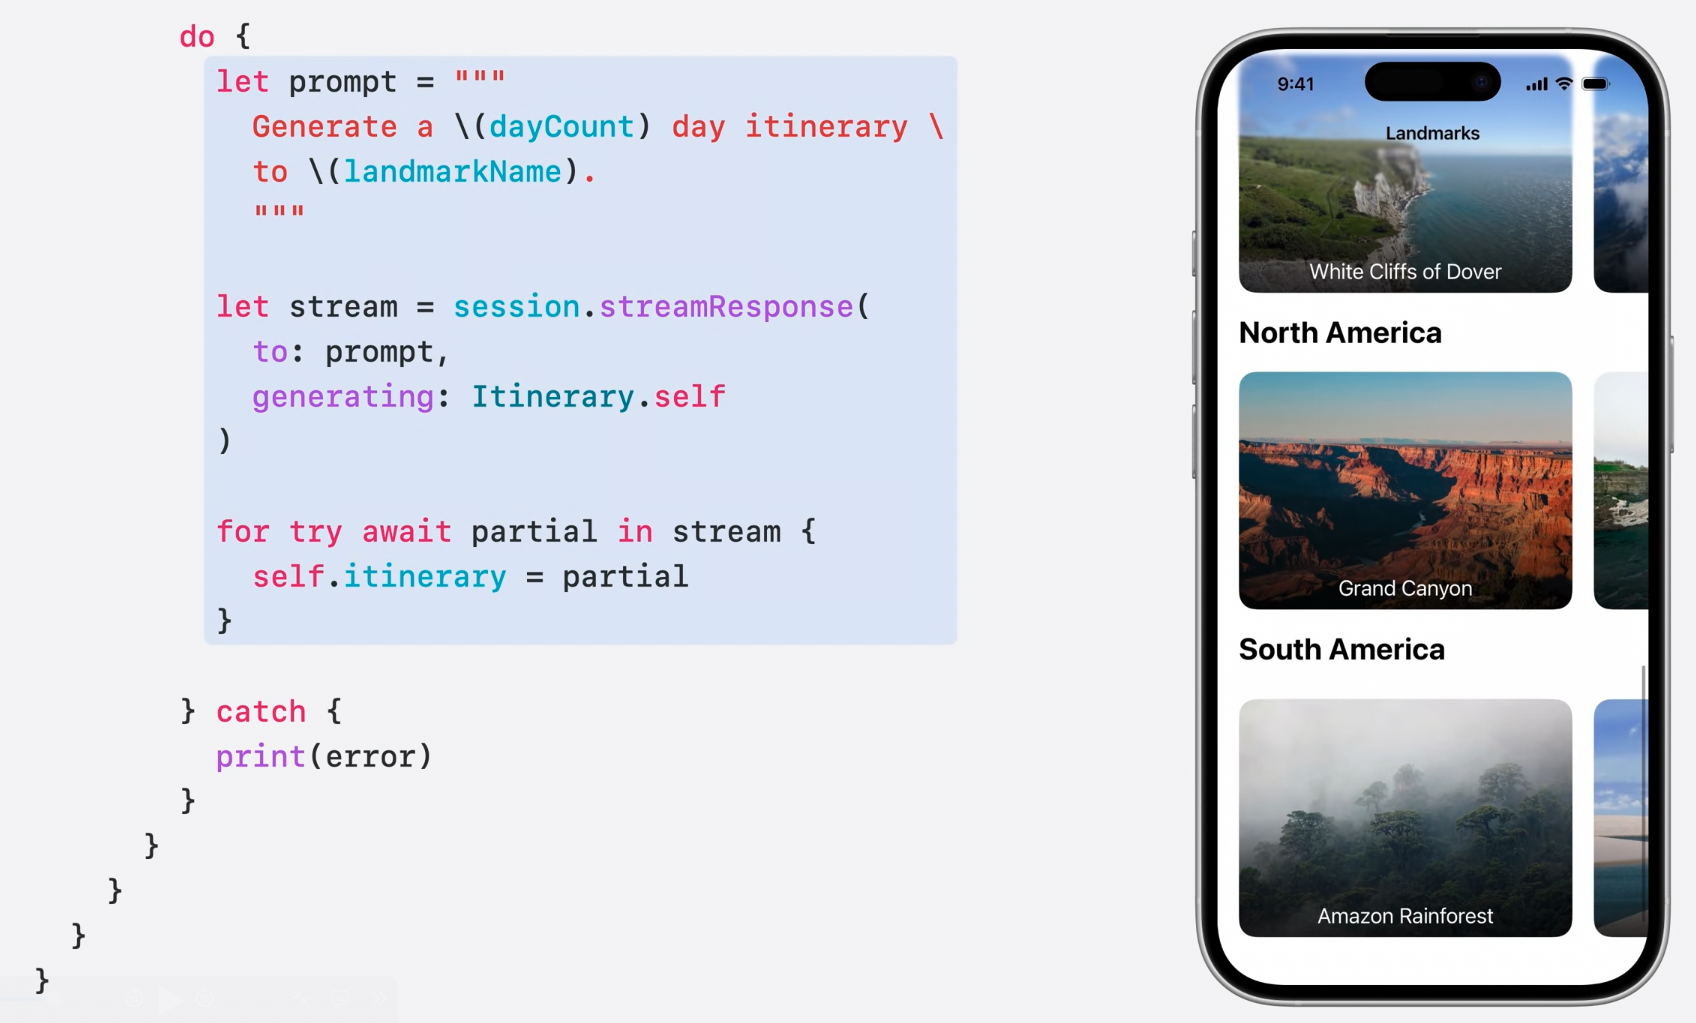 do {
let prompt = """
Generate a \(dayCount) day itinerary \
to \(landmarkName).
"""
let stream = session.streamResponse(
to: prompt,
generating: Itinerary.self
)
for try await partial in stream {
self.itinerary = partial
}
} catch {
print(error)
}
}
}
}
}
9:41
Landmarks
White Cliffs of Dover
North America
Grand Canyon
South America
Amazon Rainforest